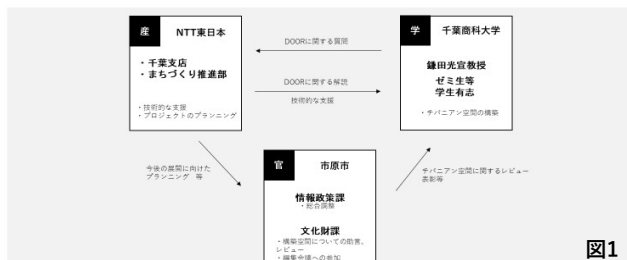 産 NTT東日本
・千葉支店
・まちづくり推進部
・技術的な支援
・プロジェクトのプランニング
DOORに関する質問
DOORに関する解説
技術的な支援
学 千葉商科大学
鎌田光宣教授
ゼミ生等
学生有志
・チバニアン空間の構築
今後の展開に向けた
プランニング 等
官 市原市
情報政策課
・総合調整
文化財課
・構築空間についての助言、
レビュー
・編集会議への参加
チバニアン空間に関するレビュー
表彰等
図1